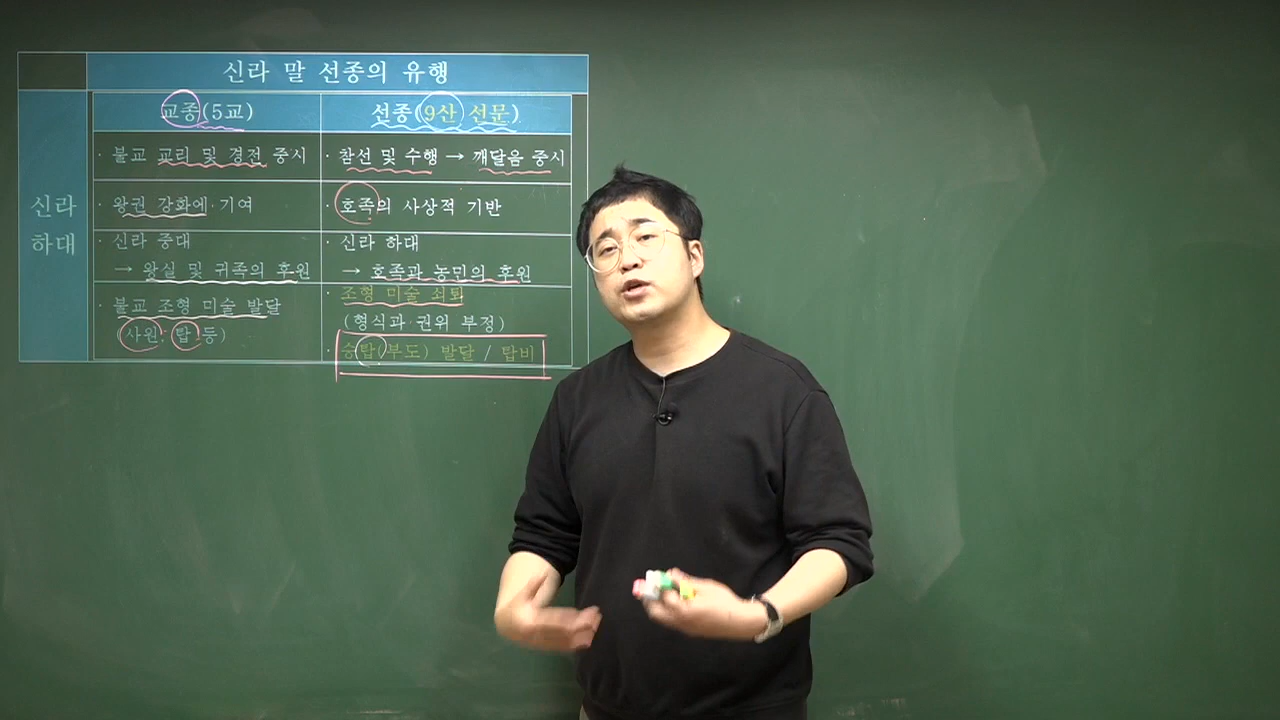 신라 말 선종의 유행
교종(5교)
선종(9산 선문)
신라
하대
· 불교 교리 및 경전 중시
· 참선 및 수행 → 깨달음 중시
· 왕권 강화에 기여
· 호족의 사상적 기반
· 신라 중대
→ 왕실 및 귀족의 후원
· 신라 하대
→ 호족과 농민의 후원
· 불교 조형 미술 발달
(사원, 탑 등)
· 조형 미술 쇠퇴
(형식과 권위 부정)
· 승탑(부도) 발달 / 탑비